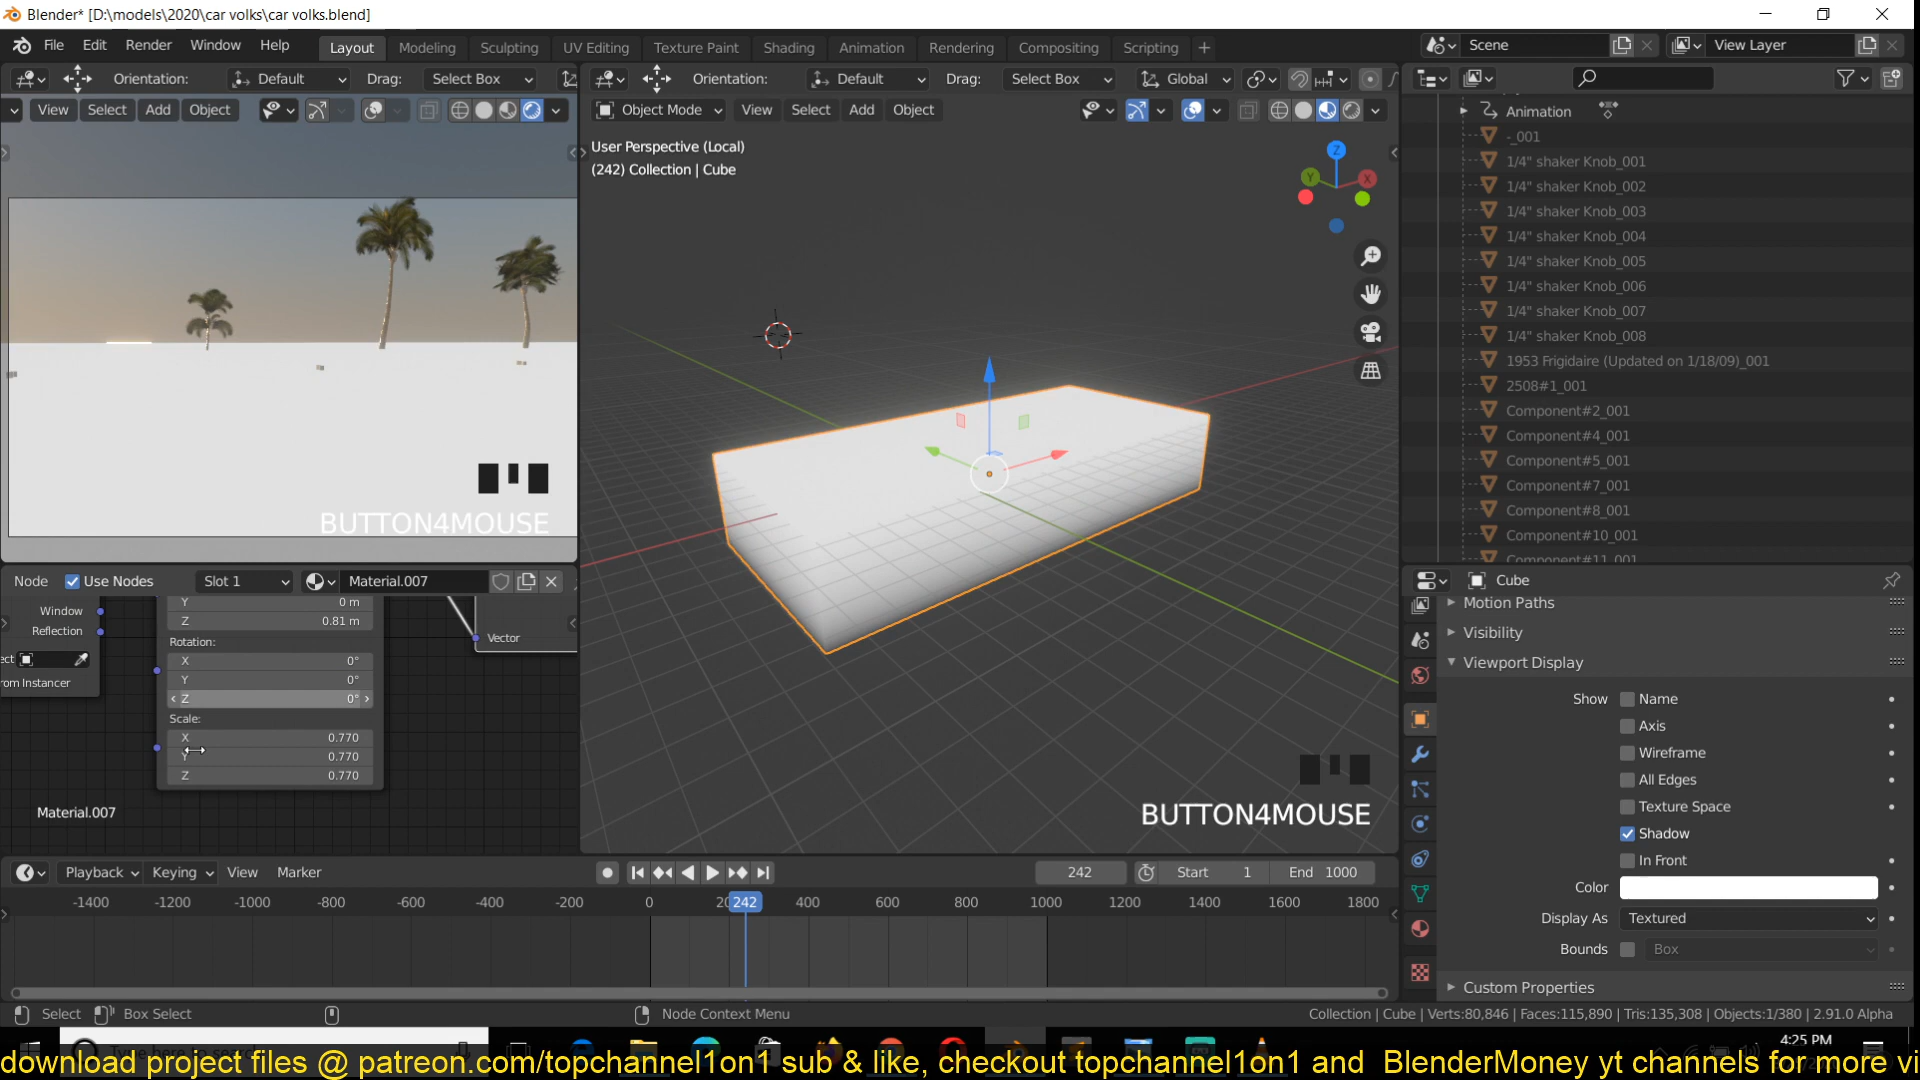 Blender* [D:\models\2020\car volks\car volks.blend]
File Edit Render Window Help Layout Modeling Sculpting UV Editing Texture Paint Shading Animation Rendering Compositing Scripting + Scene View Layer
Orientation: Default Drag: Select Box Orientation: Default Drag: Select Box Global
View Select Add Object Object Mode View Select Add Object
User Perspective (Local)
(242) Collection | Cube
Z
Y X
Animation
-_001
1/4" shaker Knob_001
1/4" shaker Knob_002
1/4" shaker Knob_003
1/4" shaker Knob_004
1/4" shaker Knob_005
1/4" shaker Knob_006
1/4" shaker Knob_007
1/4" shaker Knob_008
1953 Frigidaire (Updated on 1/18/09)_001
2508#1_001
Component#2_001
Component#4_001
Component#5_001
Component#7_001
Component#8_001
Component#10_001
Component#11_001
BUTTON4MOUSE
Node Use Nodes Slot 1 Material.007
Window
Reflection
ect
rom Instancer
Y 0 m
Z 0.81 m
Rotation:
X 0°
Y 0°
Z 0°
Scale:
X 0.770
Y 0.770
Z 0.770
Vector
Material.007
BUTTON4MOUSE
Cube
Motion Paths
Visibility
Viewport Display
Show Name
Axis
Wireframe
All Edges
Texture Space
Shadow
In Front
Color
Display As Textured
Bounds Box
Custom Properties
Playback Keying View Marker 242 Start 1 End 1000
-1400 -1200 -1000 -800 -600 -400 -200 0 20 242 400 600 800 1000 1200 1400 1600 1800
Select Box Select Node Context Menu Collection | Cube | Verts:80,846 | Faces:115,890 | Tris:135,308 | Objects:1/380 | 2.91.0 Alpha
4:25 PM
download project files @ patreon.com/topchannel1on1 sub & like, checkout topchannel1on1 and BlenderMoney yt channels for more vi